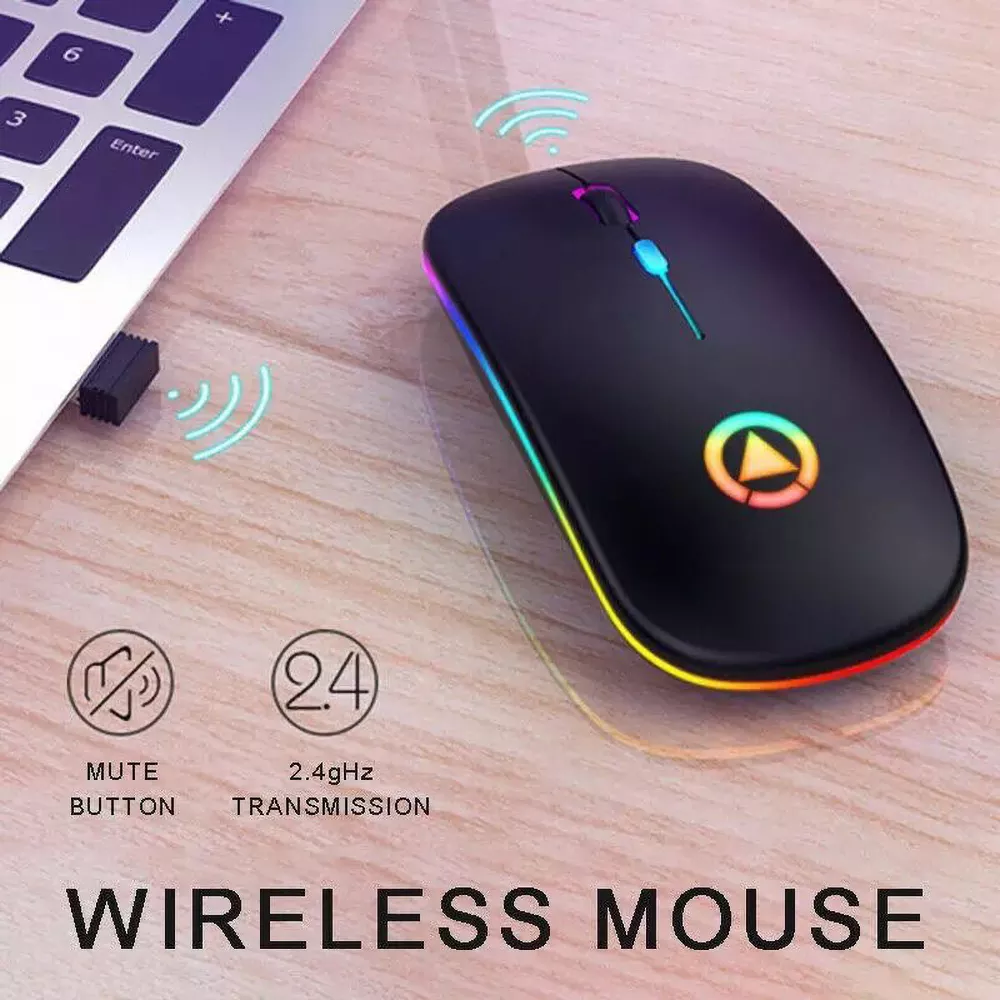 +
6
3
Enter
2.4
MUTE
BUTTON
2.4gHz
TRANSMISSION
WIRELESS MOUSE